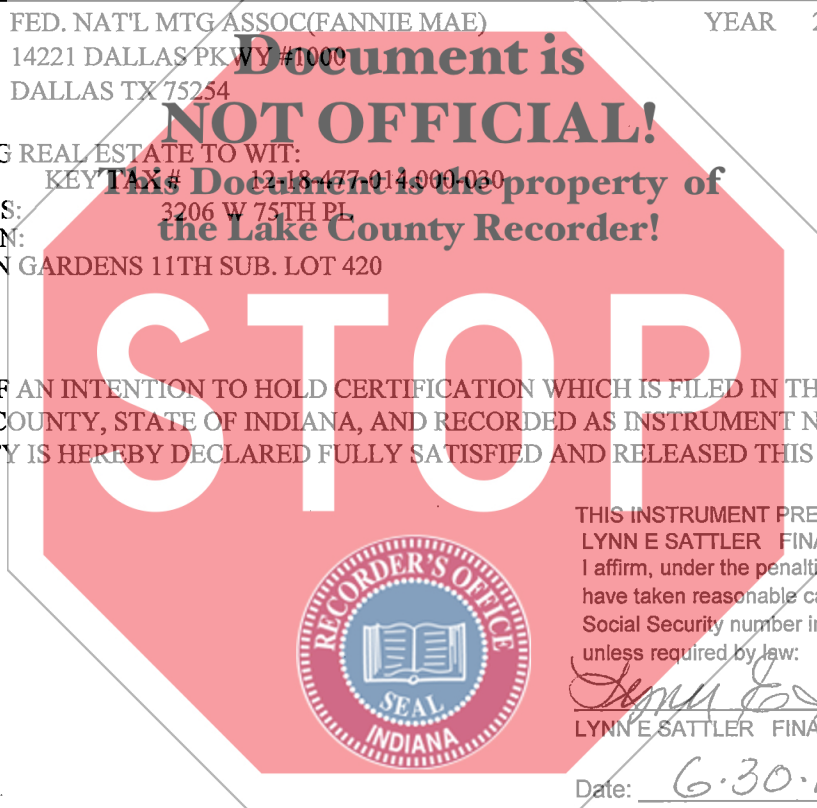 FED. NAT'L MTG ASSOC(FANNIE MAE) YEAR 2
14221 DALLAS PKWY #1000
DALLAS TX 75254
Document is
NOT OFFICIAL!
G REAL ESTATE TO WIT:
KEY TAX # 12-18-477-014.000-030
This Document is the property of
S: 3206 W 75TH PL
the Lake County Recorder!
N:
N GARDENS 11TH SUB. LOT 420
STOP
F AN INTENTION TO HOLD CERTIFICATION WHICH IS FILED IN TH
COUNTY, STATE OF INDIANA, AND RECORDED AS INSTRUMENT N
Y IS HEREBY DECLARED FULLY SATISFIED AND RELEASED THIS
THIS INSTRUMENT PRE
LYNN E SATTLER FINA
I affirm, under the penalti
have taken reasonable ca
Social Security number in
unless required by law:
Lynn E
LYNN E SATTLER FINA
Date: 6·30·
RECORDER'S OFFICE
SEAL
INDIANA